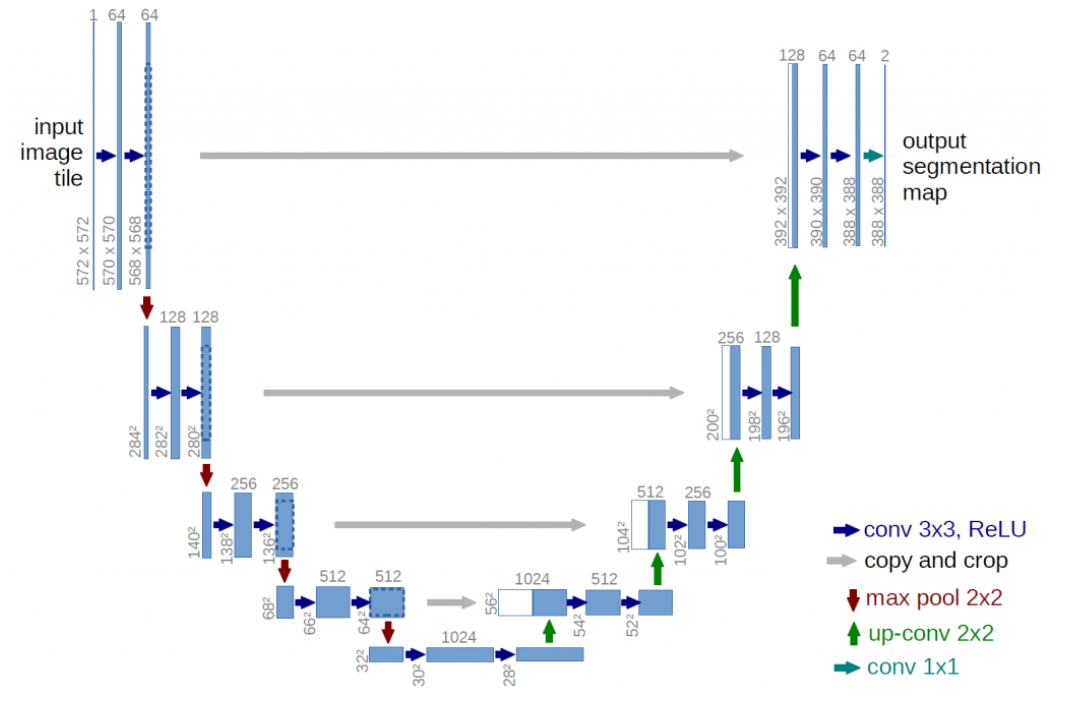 1 64 64
input
image
tile
572 x 572
570 x 570
568 x 568
128 64 64 2
output
segmentation
map
392 x 392
390 x 390
388 x 388
388 x 388
128 128
284²
282²
280²
256 128
200²
198²
196²
256 256
140²
138²
136²
512 256
104²
102²
100²
512 512
68²
66²
64²
1024 512
56²
54²
52²
1024
32²
30²
28²
conv 3x3, ReLU
copy and crop
max pool 2x2
up-conv 2x2
conv 1x1